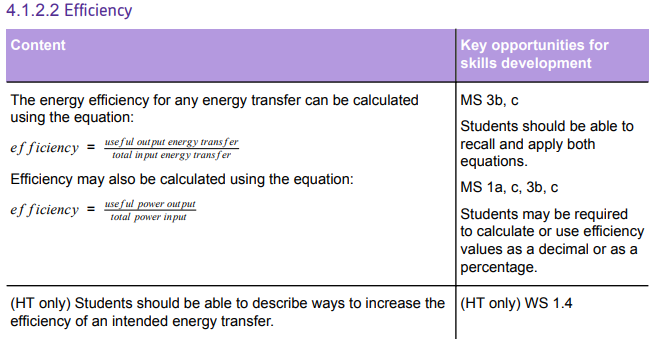 4.1.2.2 Efficiency
Content
Key opportunities for
skills development
The energy efficiency for any energy transfer can be calculated
using the equation:
efficiency = useful output energy transfer / total input energy transfer
Efficiency may also be calculated using the equation:
efficiency = useful power output / total power input
MS 3b, c
Students should be able to
recall and apply both
equations.
MS 1a, c, 3b, c
Students may be required
to calculate or use efficiency
values as a decimal or as a
percentage.
(HT only) Students should be able to describe ways to increase the
efficiency of an intended energy transfer.
(HT only) WS 1.4